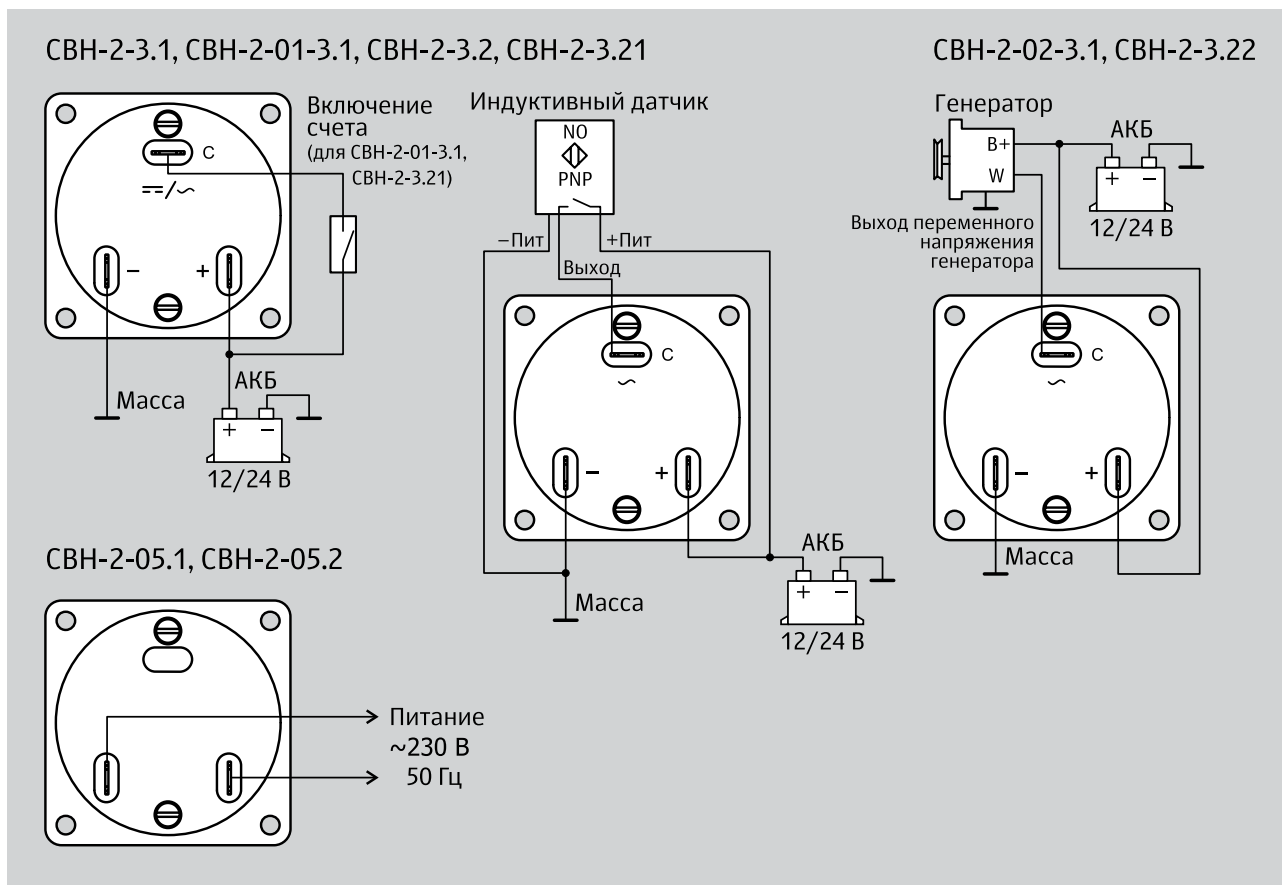 СВН-2-3.1, СВН-2-01-3.1, СВН-2-3.2, СВН-2-3.21
Включение
счета
(для СВН-2-01-3.1,
СВН-2-3.21)
C
−
+
Масса
АКБ
+ −
12/24 В
Индуктивный датчик
NO
PNP
−Пит
+Пит
Выход
C
−
+
Масса
АКБ
+ −
12/24 В
СВН-2-02-3.1, СВН-2-3.22
Генератор
B+
W
АКБ
+ −
12/24 В
Выход переменного
напряжения
генератора
C
−
+
Масса
СВН-2-05.1, СВН-2-05.2
Питание
~230 В
50 Гц